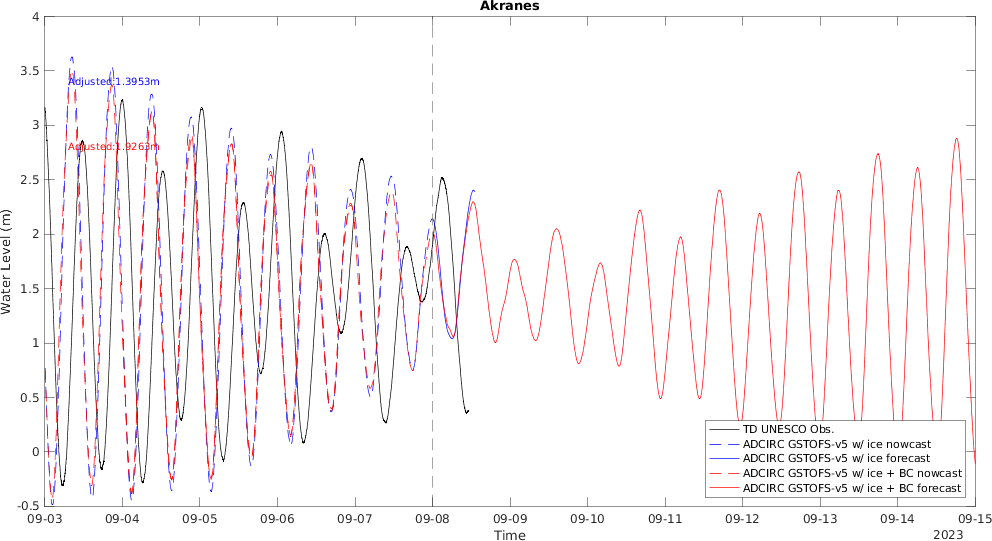 Akranes
4
3.5
3
2.5
2
1.5
1
0.5
0
-0.5
Water Level (m)
Adjusted:1.3953m
Adjusted:1.9263m
TD UNESCO Obs.
ADCIRC GSTOFS-v5 w/ ice nowcast
ADCIRC GSTOFS-v5 w/ ice forecast
ADCIRC GSTOFS-v5 w/ ice + BC nowcast
ADCIRC GSTOFS-v5 w/ ice + BC forecast
09-03 09-04 09-05 09-06 09-07 09-08 09-09 09-10 09-11 09-12 09-13 09-14 09-15
Time
2023